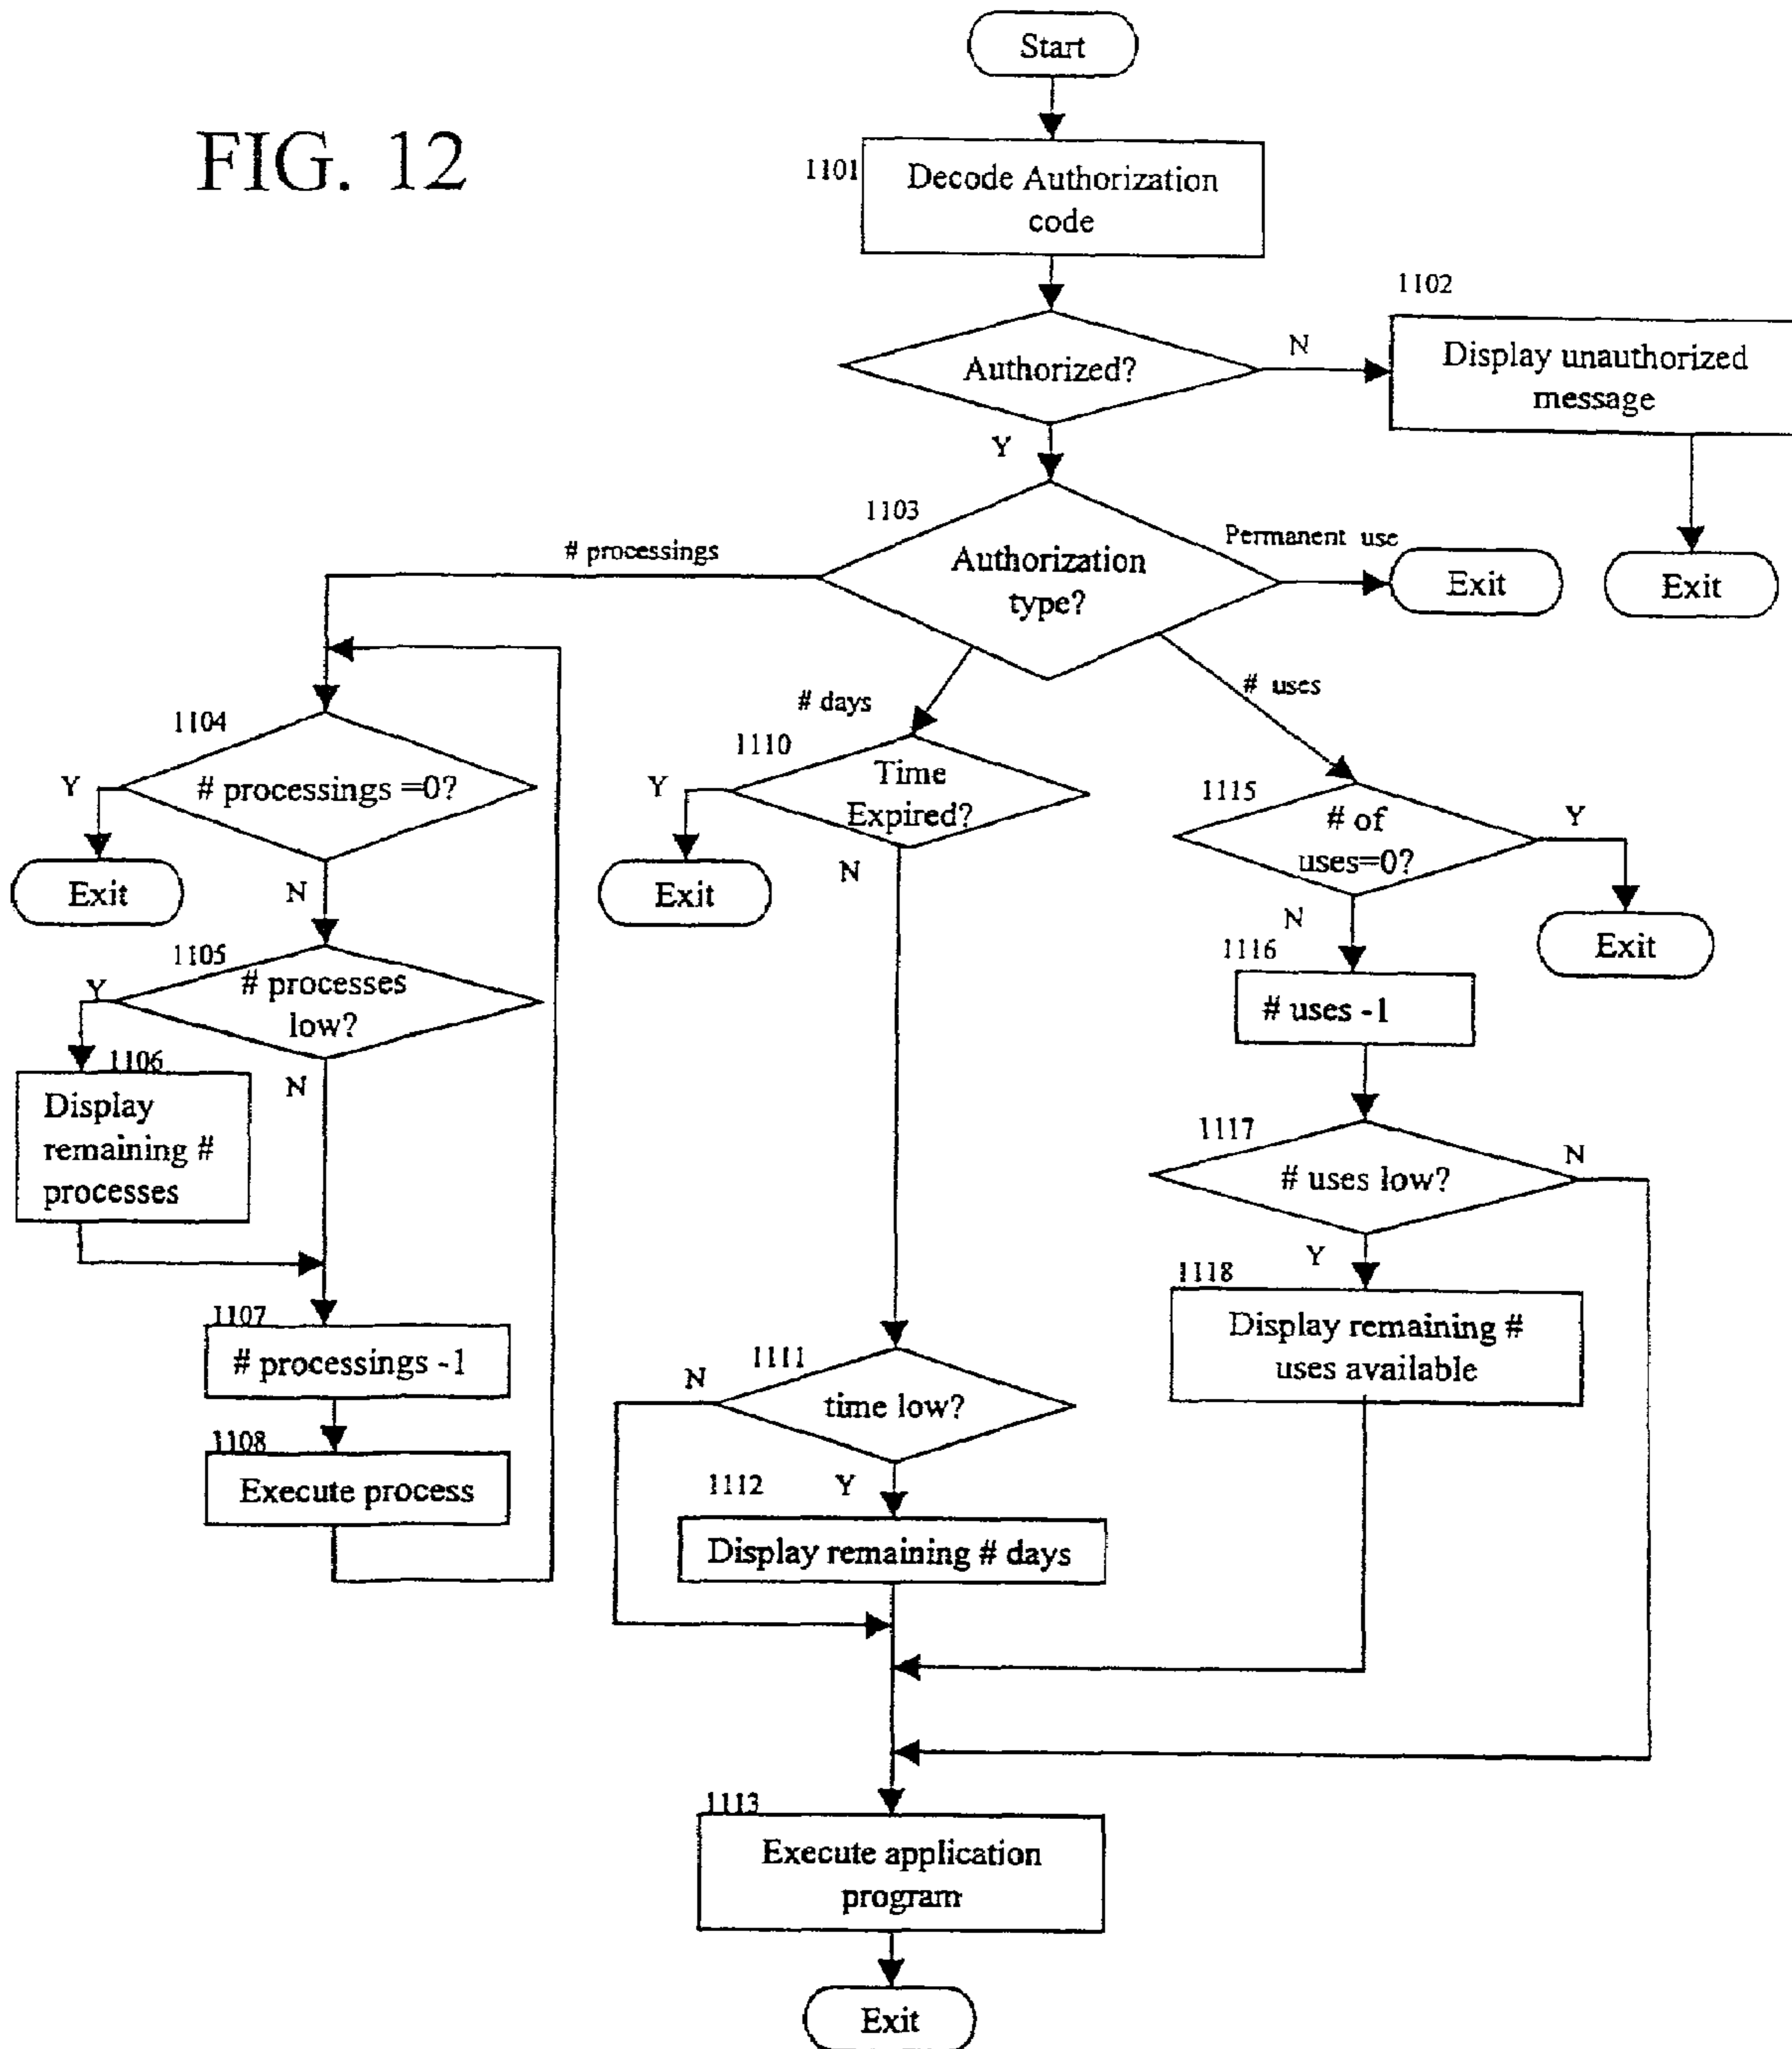 FIG. 12
Start
1101
Decode Authorization
code
1102
Authorized?
N
Display unauthorized
message
Y
1103
# processings
Authorization
type?
Permanent use
Exit
Exit
# days
# uses
1104
Y
# processings =0?
Exit
N
1110
Y
Time
Expired?
Exit
N
1115
# of
uses=0?
Y
Exit
N
1105
Y
# processes
low?
N
1106
Display
remaining #
processes
1116
# uses -1
1117
# uses low?
N
Y
1118
Display remaining #
uses available
1107
# processings -1
1108
Execute process
1111
N
time low?
1112
Y
Display remaining # days
1113
Execute application
program
Exit